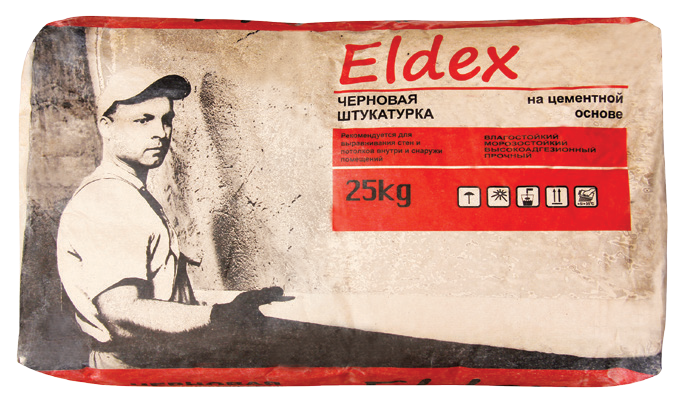 Eldex
ЧЕРНОВАЯ
ШТУКАТУРКА
на цементной
основе
Рекомендуется для
выравнивания стен и
потолков внутри и снаружи
помещений
ВЛАГОСТОЙКИЙ
МОРОЗОСТОЙКИЙ
ВЫСОКОАДГЕЗИОННЫЙ
ПРОЧНЫЙ
25kg